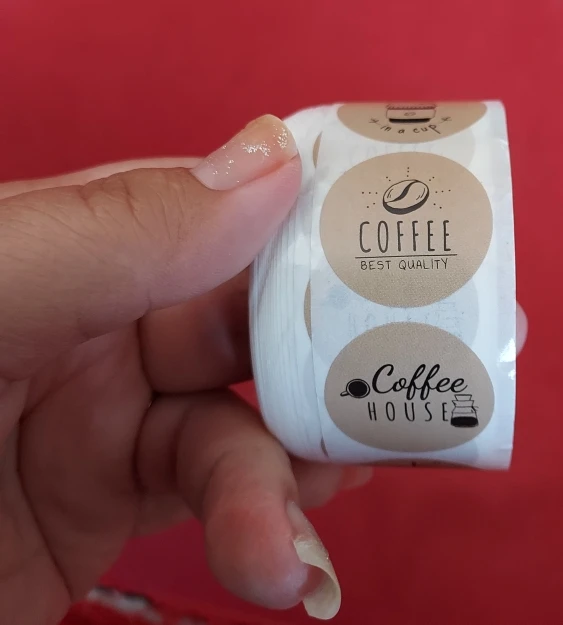 in a cup
COFFEE
BEST QUALITY
Coffee
HOUSE